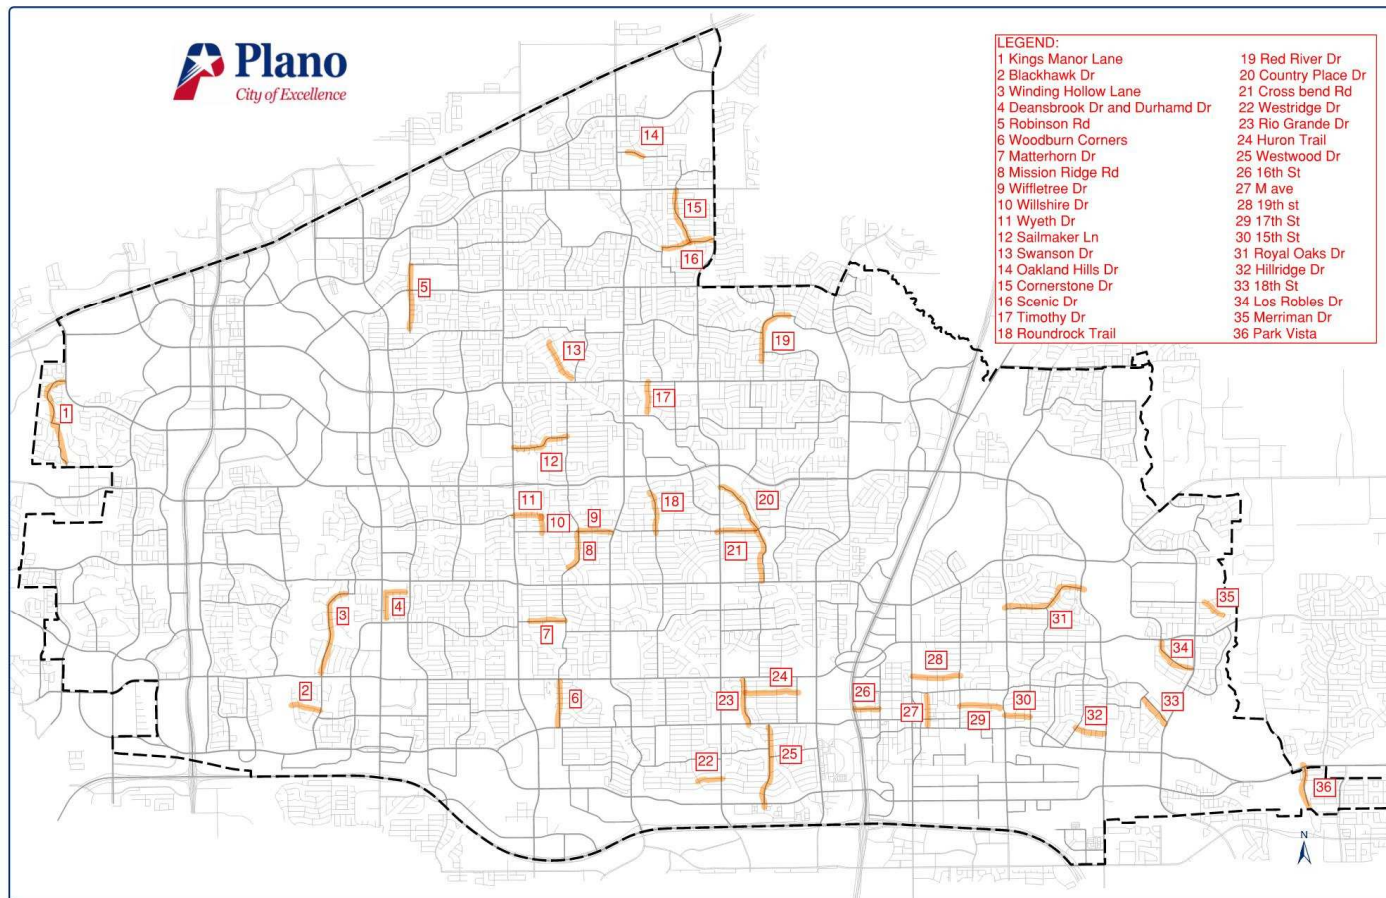 Plano
City of Excellence
LEGEND:
1 Kings Manor Lane
2 Blackhawk Dr
3 Winding Hollow Lane
4 Deansbrook Dr and Durhamd Dr
5 Robinson Rd
6 Woodburn Corners
7 Matterhorn Dr
8 Mission Ridge Rd
9 Wiffletree Dr
10 Willshire Dr
11 Wyeth Dr
12 Sailmaker Ln
13 Swanson Dr
14 Oakland Hills Dr
15 Cornerstone Dr
16 Scenic Dr
17 Timothy Dr
18 Roundrock Trail
19 Red River Dr
20 Country Place Dr
21 Cross bend Rd
22 Westridge Dr
23 Rio Grande Dr
24 Huron Trail
25 Westwood Dr
26 16th St
27 M ave
28 19th st
29 17th St
30 15th St
31 Royal Oaks Dr
32 Hillridge Dr
33 18th St
34 Los Robles Dr
35 Merriman Dr
36 Park Vista
14
15
16
5
19
13
17
1
12
11
18
20
10
9
21
8
3
4
35
7
31
34
28
24
2
6
23
26
27
29
30
32
33
25
22
36
N